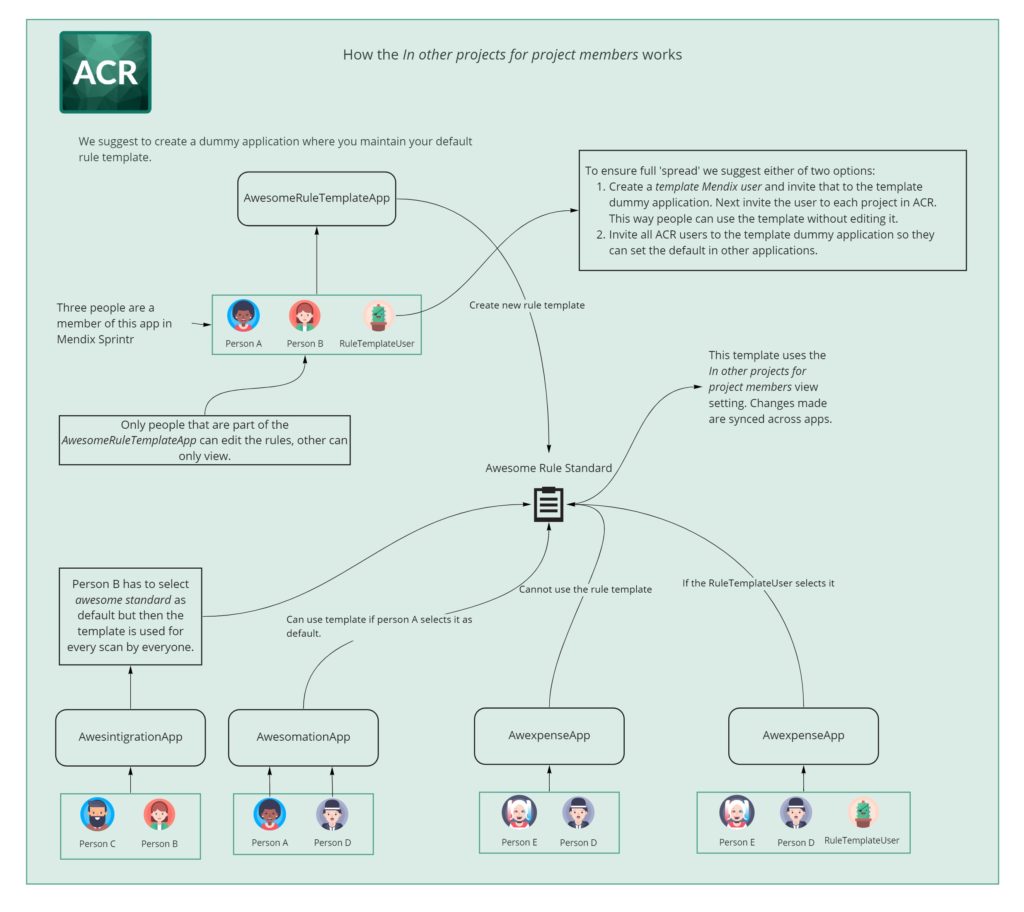 ACR
How the In other projects for project members works
We suggest to create a dummy application where you maintain your default
rule template.
AwesomeRuleTemplateApp
To ensure full 'spread' we suggest either of two options:
1. Create a template Mendix user and invite that to the template
dummy application. Next invite the user to each project in ACR.
This way people can use the template without editing it.
2. Invite all ACR users to the template dummy application so they
can set the default in other applications.
Three people are a
member of this app in
Mendix Sprintr
Person A
Person B
RuleTemplateUser
Create new rule template
Only people that are part of the
AwesomeRuleTemplateApp can edit the rules, other can
only view.
This template uses the
In other projects for
project members view
setting. Changes made
are synced across apps.
Awesome Rule Standard
Person B has to select
awesome standard as
default but then the
template is used for
every scan by everyone.
Can use template if person A selects it as
default.
Cannot use the rule template
If the RuleTemplateUser selects it
AwesintigrationApp
AwesomationApp
AwexpenseApp
AwexpenseApp
Person C
Person B
Person A
Person D
Person E
Person D
Person E
Person D
RuleTemplateUser